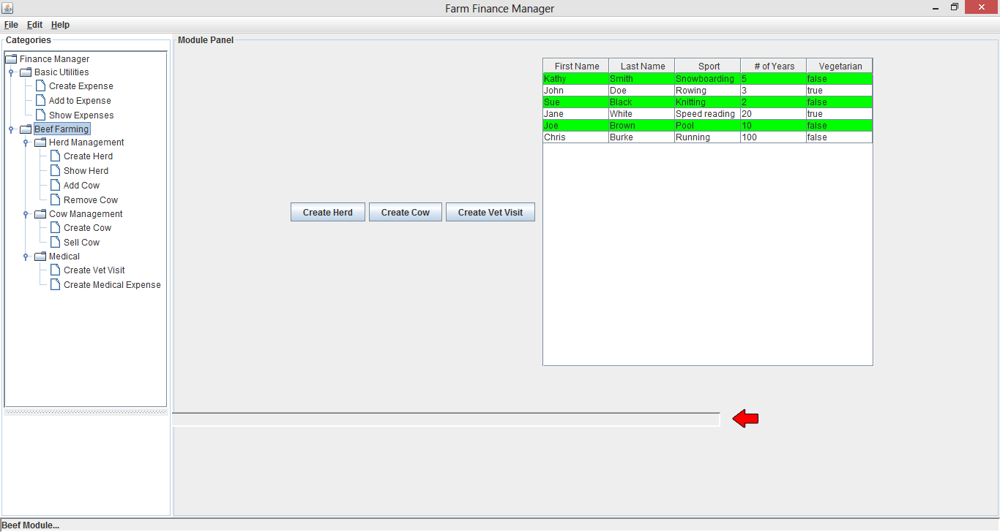 Farm Finance Manager
File Edit Help
Categories
Finance Manager
Basic Utilities
Create Expense
Add to Expense
Show Expenses
Beef Farming
Herd Management
Create Herd
Show Herd
Add Cow
Remove Cow
Cow Management
Create Cow
Sell Cow
Medical
Create Vet Visit
Create Medical Expense
Module Panel
Create Herd Create Cow Create Vet Visit
First Name Last Name Sport # of Years Vegetarian
Kathy Smith Snowboarding 5 false
John Doe Rowing 3 true
Sue Black Knitting 2 false
Jane White Speed reading 20 true
Joe Brown Pool 10 false
Chris Burke Running 100 false
Beef Module...